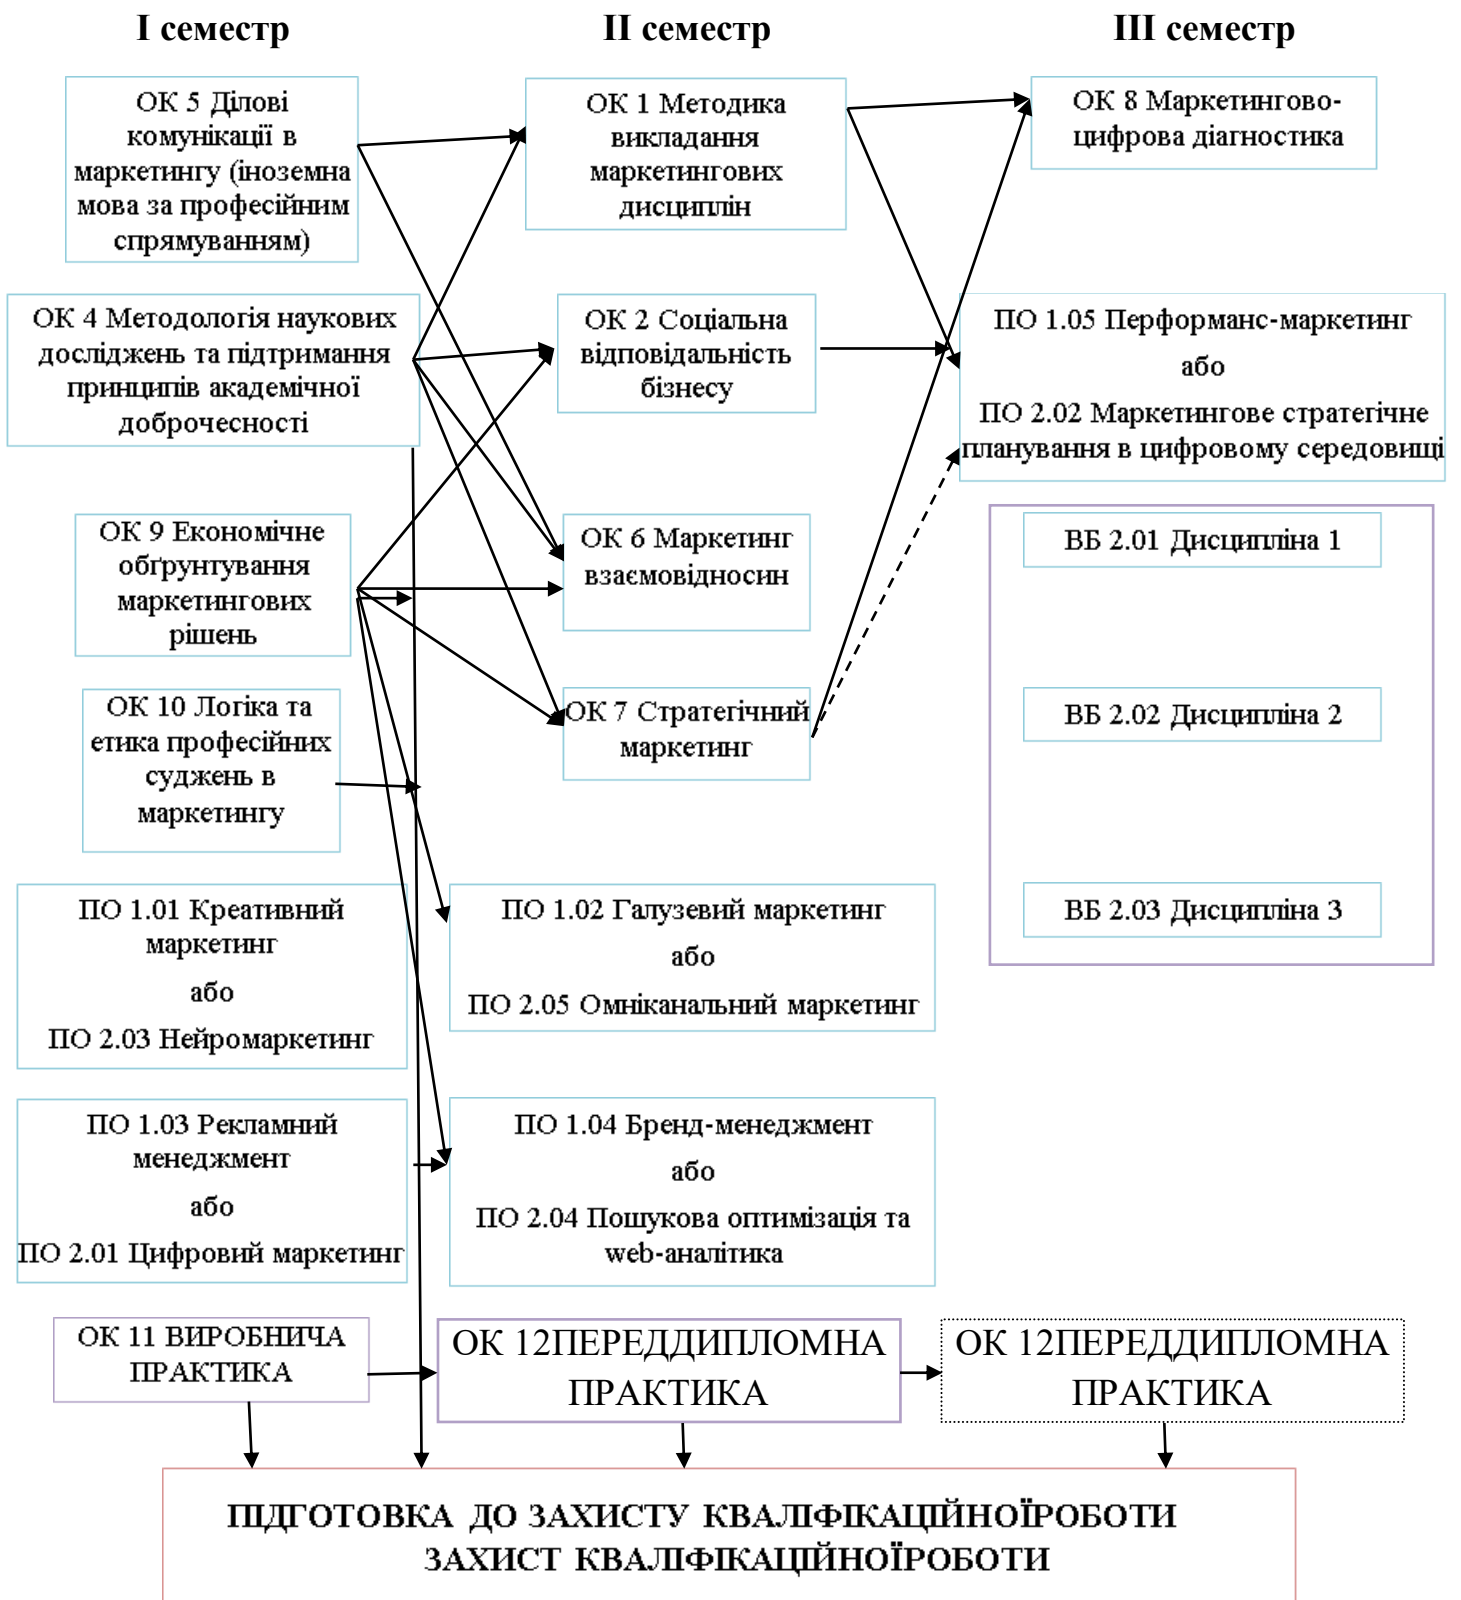 І семестр
ІІ семестр
ІІІ семестр
ОК 5 Ділові
комунікації в
маркетингу (іноземна
мова за професійним
спрямуванням)
ОК 1 Методика
викладання
маркетингових
дисциплін
ОК 8 Маркетингово-
цифрова діагностика
ОК 4 Методологія наукових
досліджень та підтримання
принципів академічної
доброчесності
ОК 2 Соціальна
відповідальність
бізнесу
ПО 1.05 Перформанс-маркетинг
або
ПО 2.02 Маркетингове стратегічне
планування в цифровому середовищі
ОК 9 Економічне
обґрунтування
маркетингових
рішень
ОК 6 Маркетинг
взаємовідносин
ВБ 2.01 Дисципліна 1
ОК 10 Логіка та
етика професійних
суджень в
маркетингу
ОК 7 Стратегічний
маркетинг
ВБ 2.02 Дисципліна 2
ПО 1.01 Креативний
маркетинг
або
ПО 2.03 Нейромаркетинг
ПО 1.02 Галузевий маркетинг
або
ПО 2.05 Омніканальний маркетинг
ВБ 2.03 Дисципліна 3
ПО 1.03 Рекламний
менеджмент
або
ПО 2.01 Цифровий маркетинг
ПО 1.04 Бренд-менеджмент
або
ПО 2.04 Пошукова оптимізація та
web-аналітика
ОК 11 ВИРОБНИЧА
ПРАКТИКА
ОК 12ПЕРЕДДИПЛОМНА
ПРАКТИКА
ОК 12ПЕРЕДДИПЛОМНА
ПРАКТИКА
ПІДГОТОВКА ДО ЗАХИСТУ КВАЛІФІКАЦІЙНОЇРОБОТИ
ЗАХИСТ КВАЛІФІКАЦІЙНОЇРОБОТИ